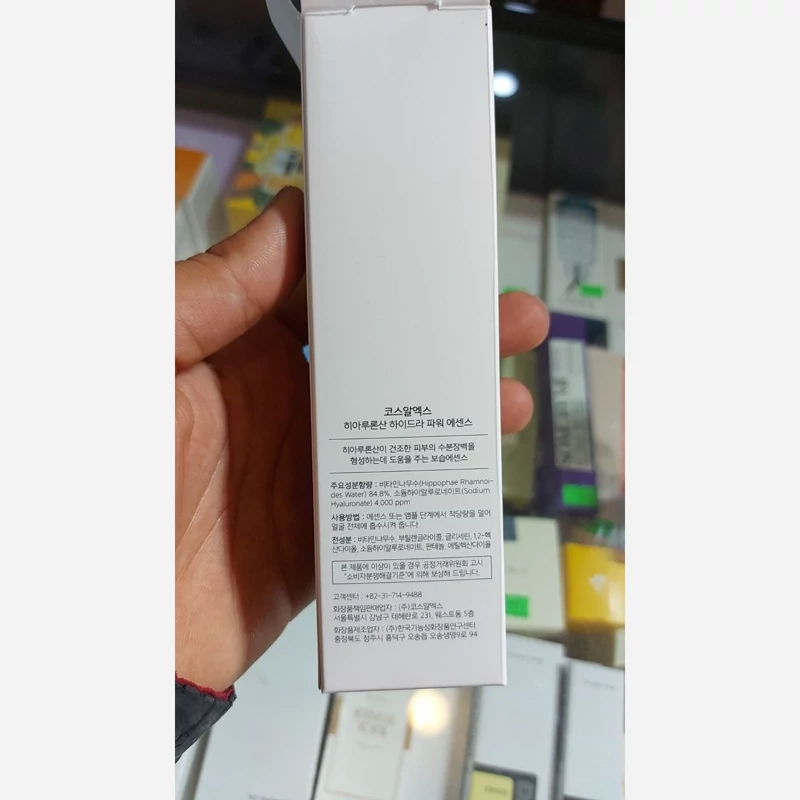 코스알엑스
히아루론산 하이드라 파워 에센스
히아루론산이 건조한 피부의 수분장벽을
형성하는데 도움을 주는 보습에센스
주요성분함량 : 비타민나무수(Hippophae Rhamnoi-
des Water) 84.8%, 소듐하이알루로네이트(Sodium
Hyaluronate) 4,000 ppm
사용방법 : 에센스 또는 앰플 단계에서 적당량을 덜어
얼굴 전체에 흡수시켜 줍니다.
전성분 : 비타민나무수, 부틸렌글라이콜, 글리세린, 1,2-헥
산다이올, 소듐하이알루로네이트, 판테놀, 에틸헥산다이올
본 제품에 이상이 있을 경우 공정거래위원회 고시
"소비자분쟁해결기준"에 의해 보상해 드립니다.
고객센터 : +82-31-714-9488
화장품책임판매업자 : (주)코스알엑스
서울특별시 강남구 테헤란로 231, 웨스트동 5층
화장품제조업자 : (주)한국기능성화장품연구센터
충청북도 청주시 흥덕구 오송읍 오송생명9로 94